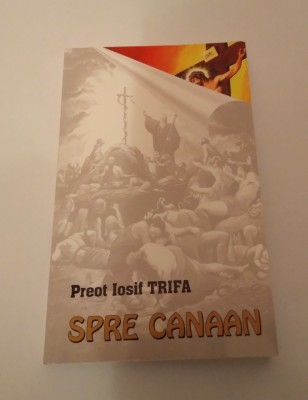 Preot Iosif TRIFA
SPRE CANAAN